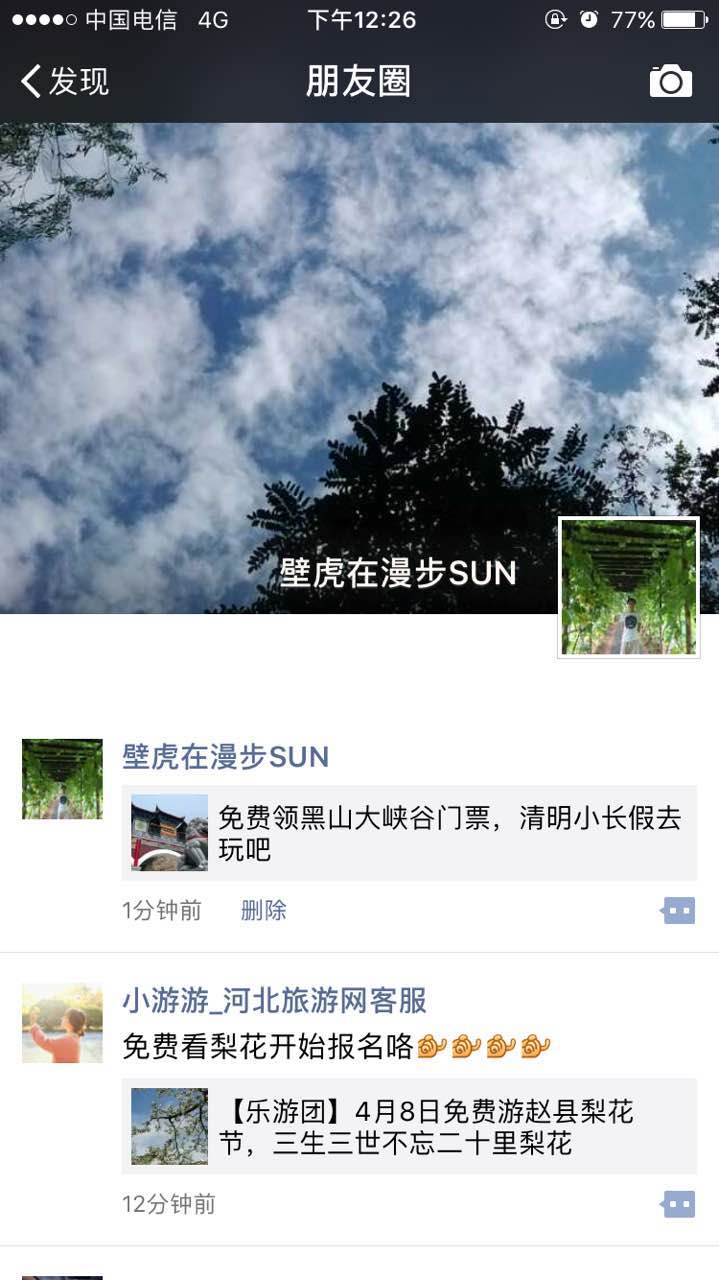 中国电信 4G 下午12:26 77%
发现 朋友圈
壁虎在漫步SUN
壁虎在漫步SUN
免费领黑山大峡谷门票，清明小长假去
玩吧
1分钟前 删除
小游游_河北旅游网客服
免费看梨花开始报名咯
【乐游团】4月8日免费游赵县梨花
节，三生三世不忘二十里梨花
12分钟前